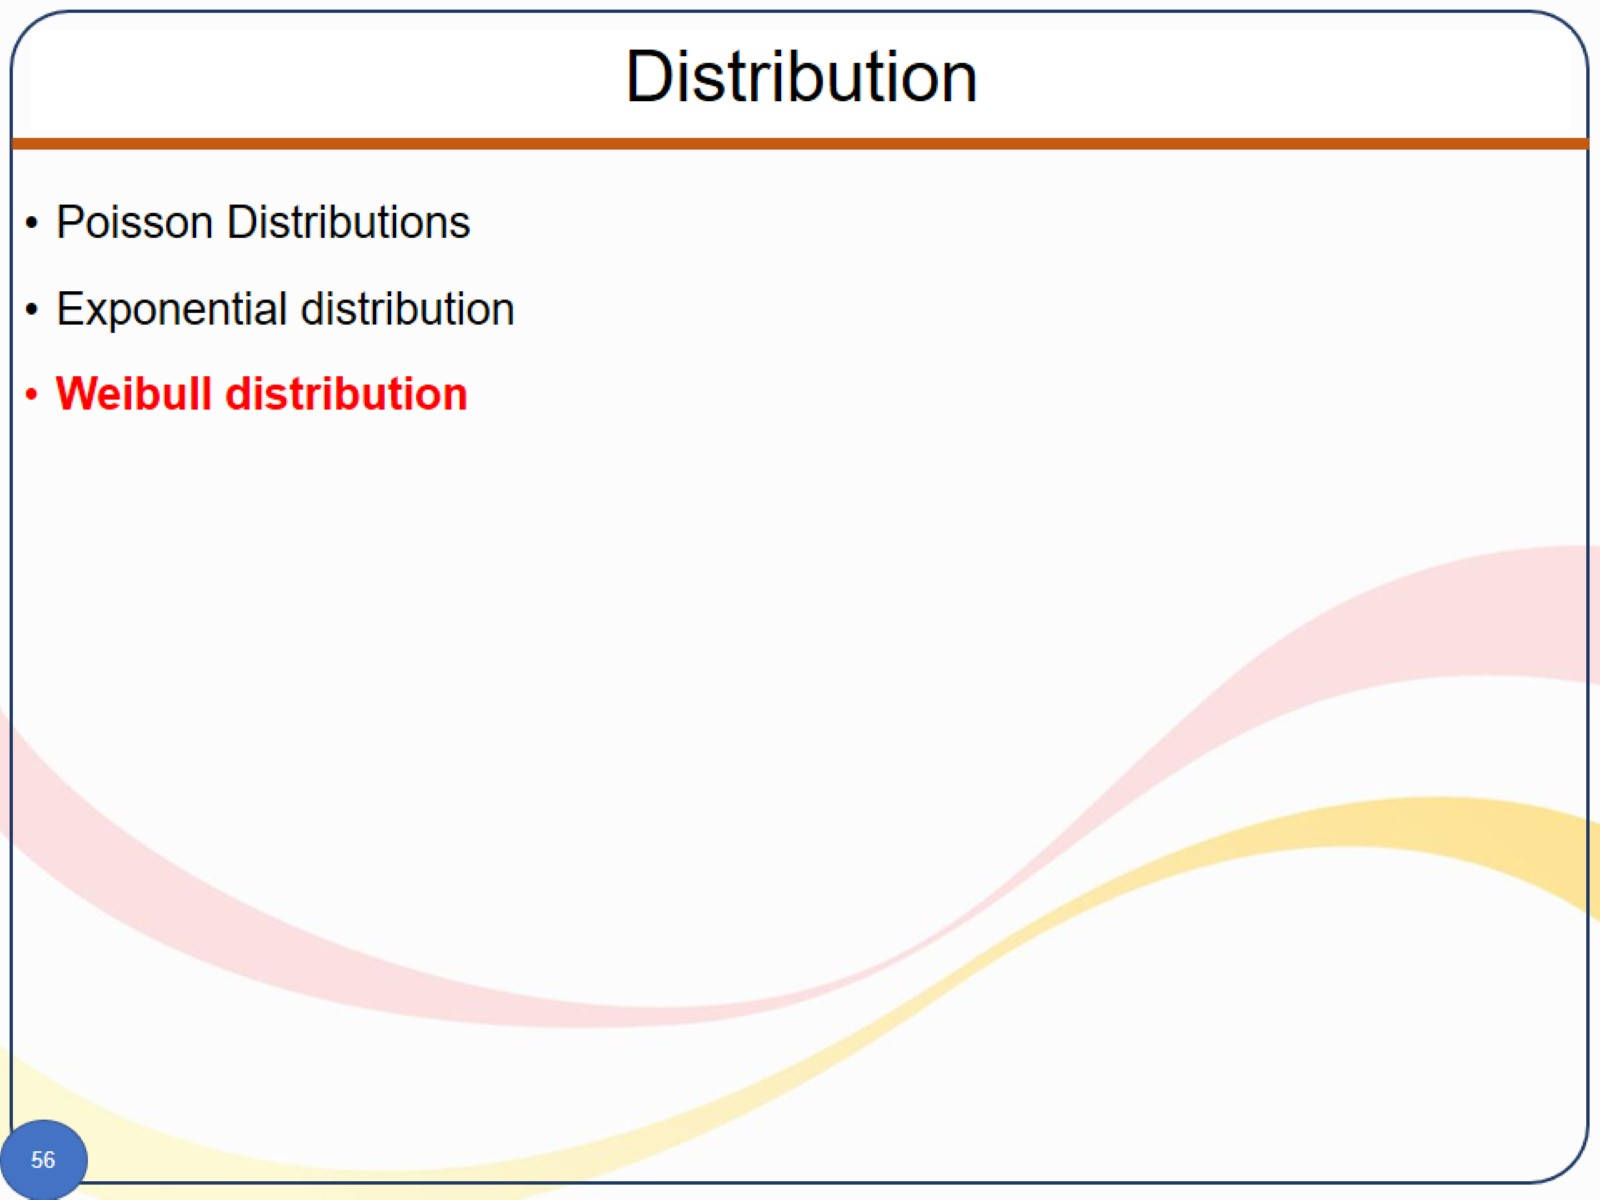 Distribution
• Poisson Distributions
• Exponential distribution
• Weibull distribution
56